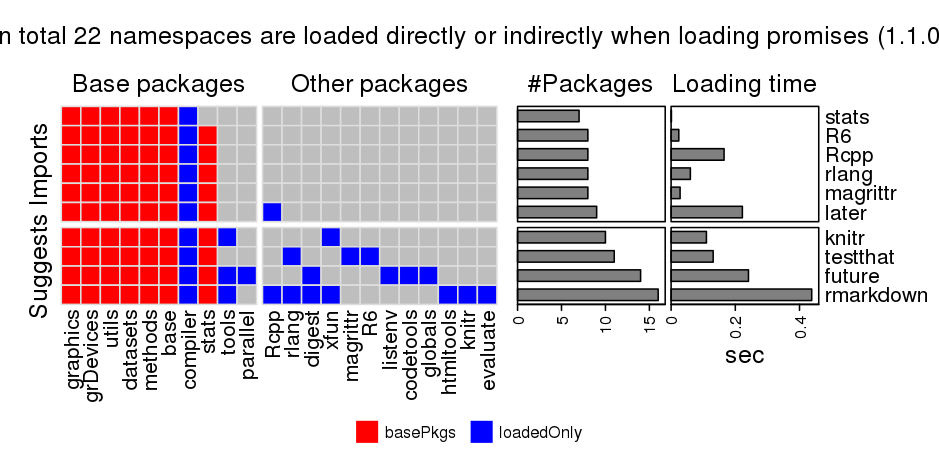 n total 22 namespaces are loaded directly or indirectly when loading promises (1.1.0
Base packages
Other packages
#Packages
Loading time
Imports
Suggests
stats
R6
Rcpp
rlang
magrittr
later
knitr
testthat
future
rmarkdown
graphics
grDevices
utils
datasets
methods
base
compiler
stats
tools
parallel
Rcpp
rlang
digest
xfun
magrittr
R6
listenv
codetools
globals
htmltools
knitr
evaluate
0
5
10
15
0
0.2
0.4
sec
basePkgs
loadedOnly